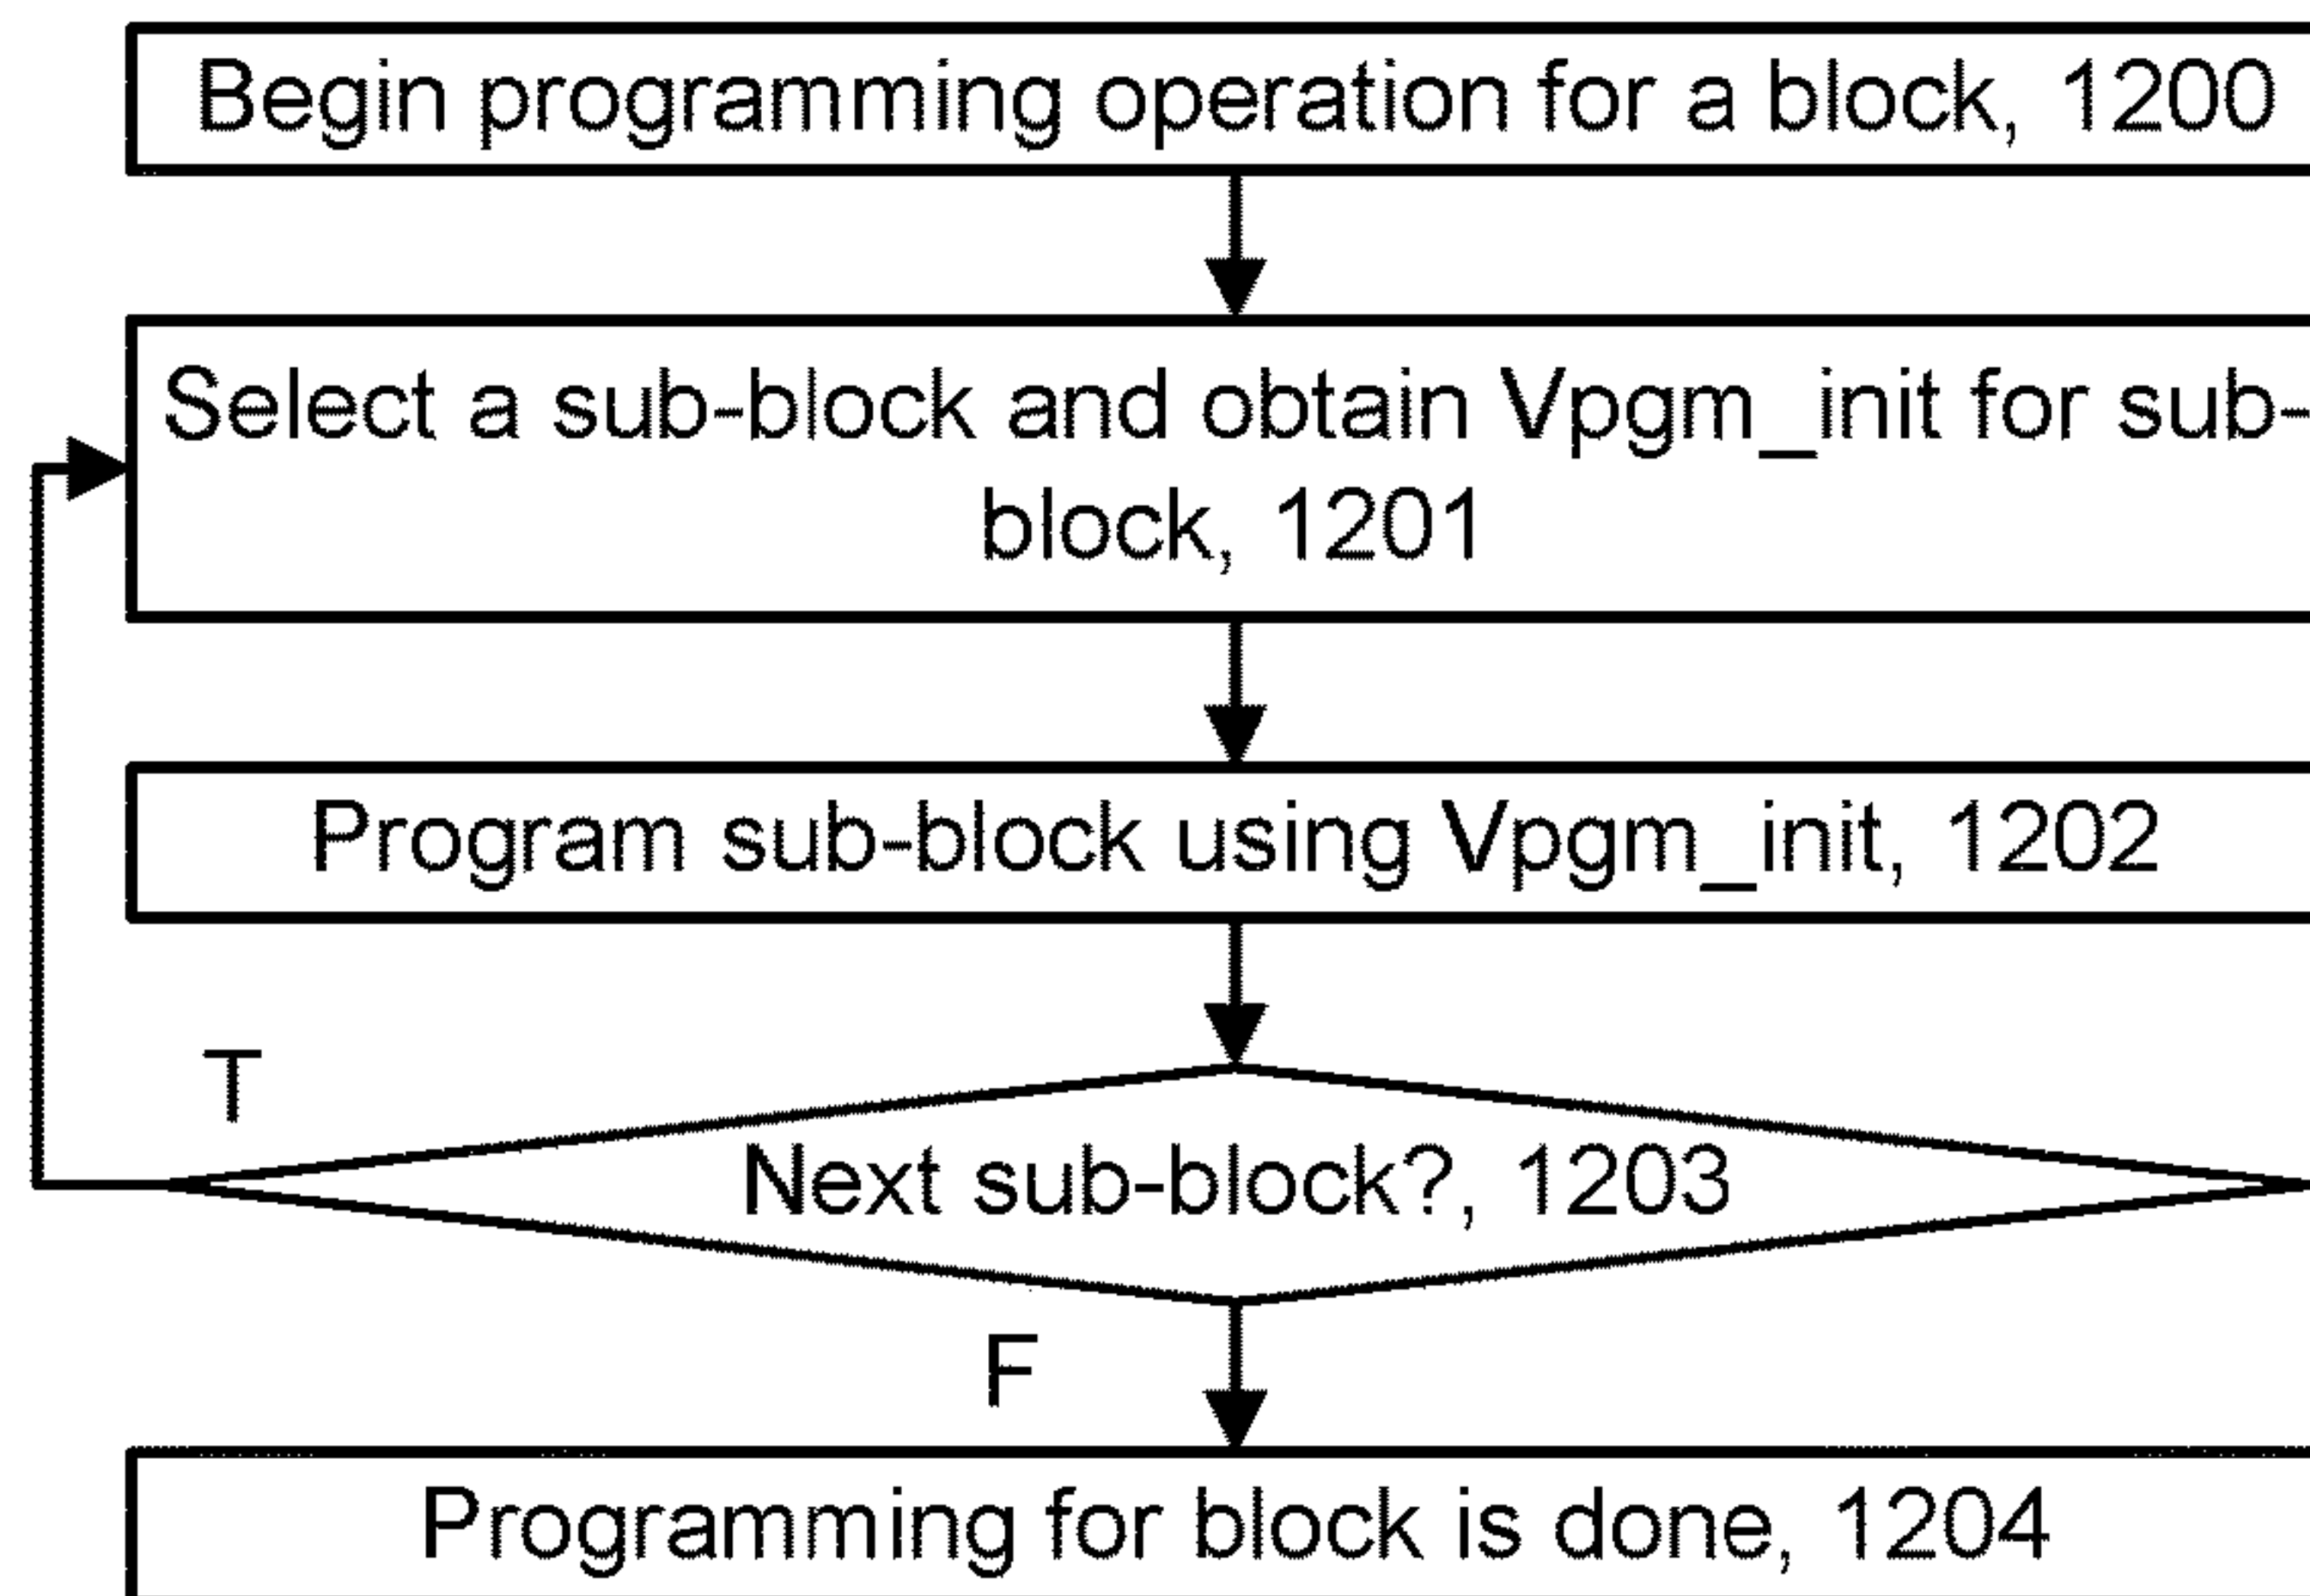 Begin programming operation for a block, 1200
Select a sub-block and obtain Vpgm_init for sub-
block, 1201
Program sub-block using Vpgm_init, 1202
T
Next sub-block?, 1203
F
Programming for block is done, 1204